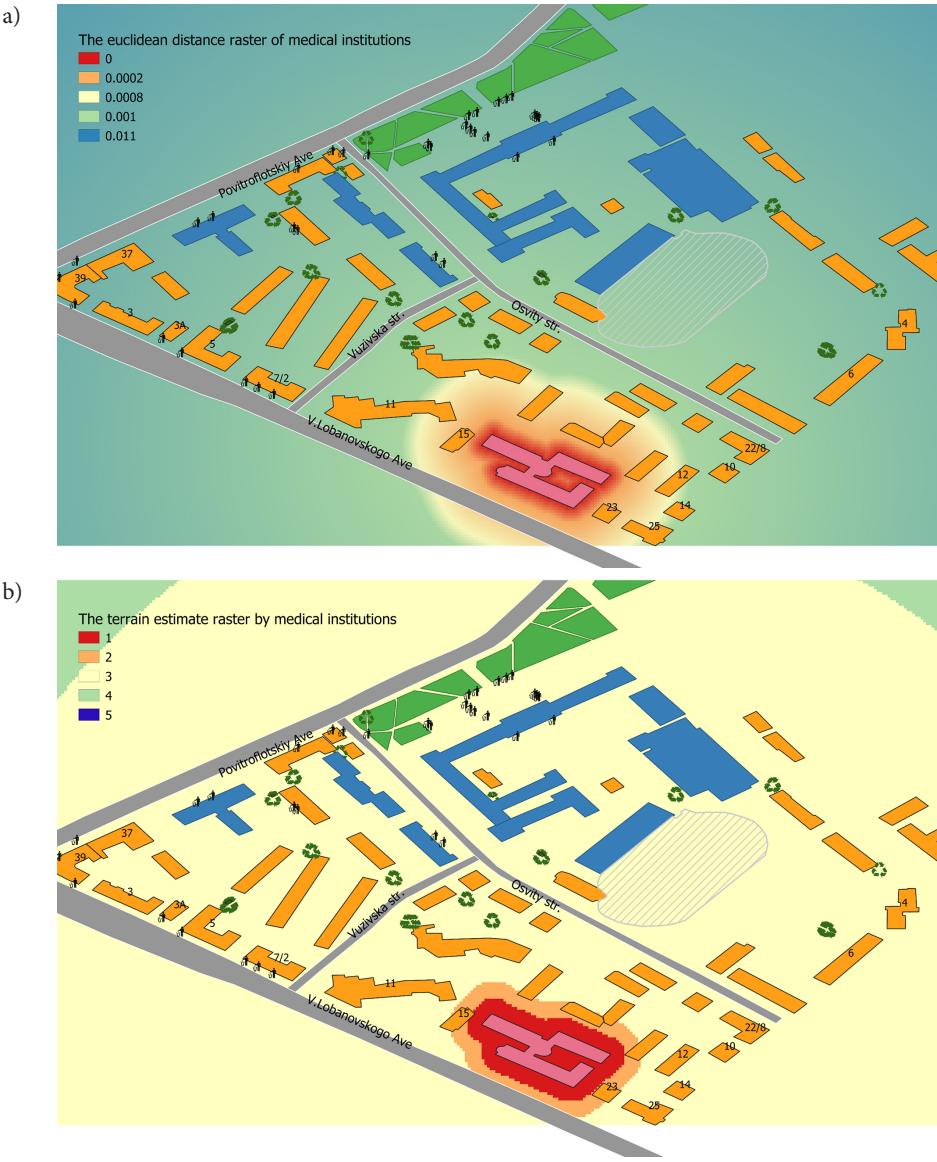 a)
The euclidean distance raster of medical institutions
0
0.0002
0.0008
0.001
0.011
Povitroflotskiy Ave
37
39
3
3A
5
7/2
Vuzivska str.
Osvity str.
11
V.Lobanovskogo Ave
15
4
6
22/8
10
12
14
23
25
b)
The terrain estimate raster by medical institutions
1
2
3
4
5
Povitroflotskiy Ave
37
39
3
3A
5
7/2
Vuzivska str.
Osvity str.
11
V.Lobanovskogo Ave
15
4
6
22/8
10
12
14
23
25